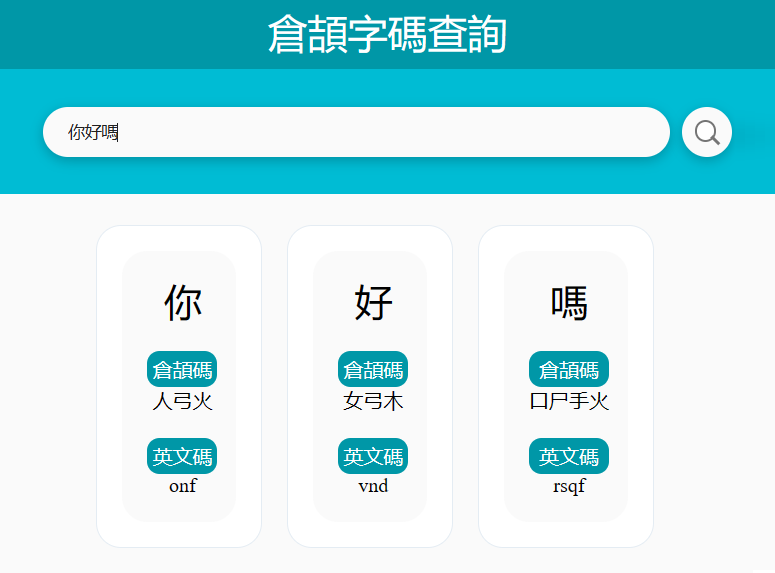 倉頡字碼查詢
你好嗎
你 好 嗎
倉頡碼 倉頡碼 倉頡碼
人弓火 女弓木 口尸手火
英文碼 英文碼 英文碼
onf vnd rsqf